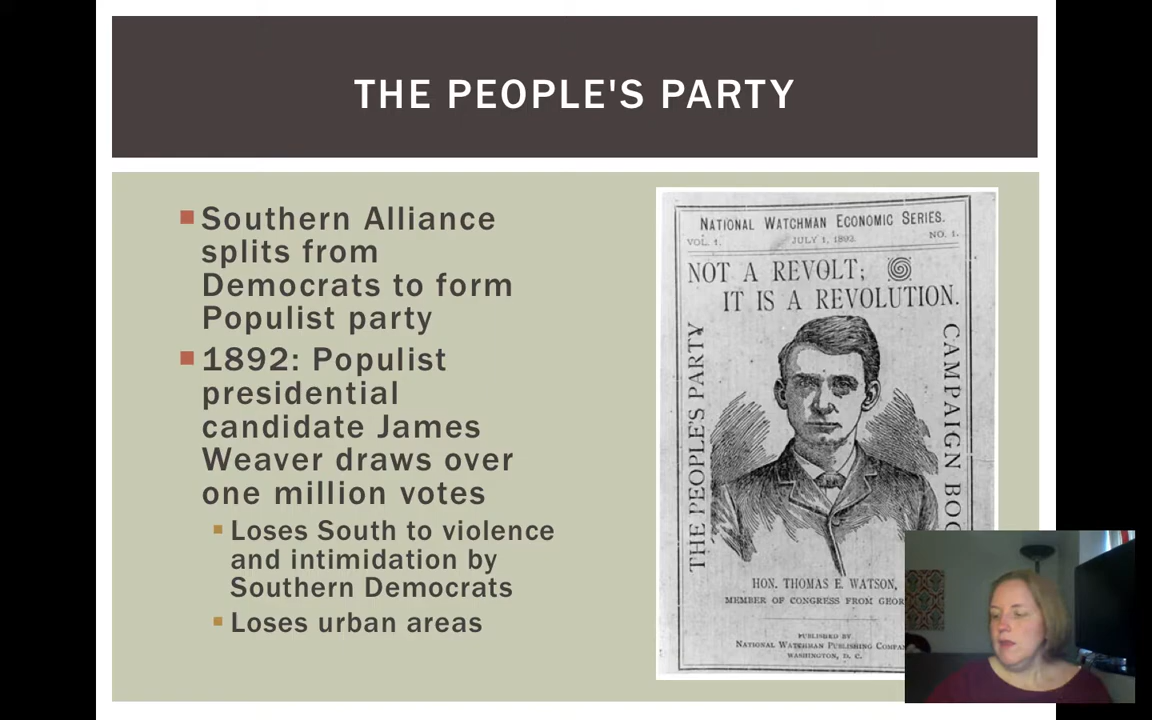 THE PEOPLE'S PARTY
Southern Alliance
splits from
Democrats to form
Populist party
1892: Populist
presidential
candidate James
Weaver draws over
one million votes
Loses South to violence
and intimidation by
Southern Democrats
Loses urban areas
NATIONAL WATCHMAN ECONOMIC SERIES.
VOL. 1. JULY 1, 1892. NO. 1.
NOT A REVOLT;
IT IS A REVOLUTION.
THE PEOPLE'S PARTY
CAMPAIGN BOO
HON. THOMAS E. WATSON,
MEMBER OF CONGRESS FROM GEOR
PUBLISHED BY
NATIONAL WATCHMAN PUBLISHING COMPA
WASHINGTON, D. C.